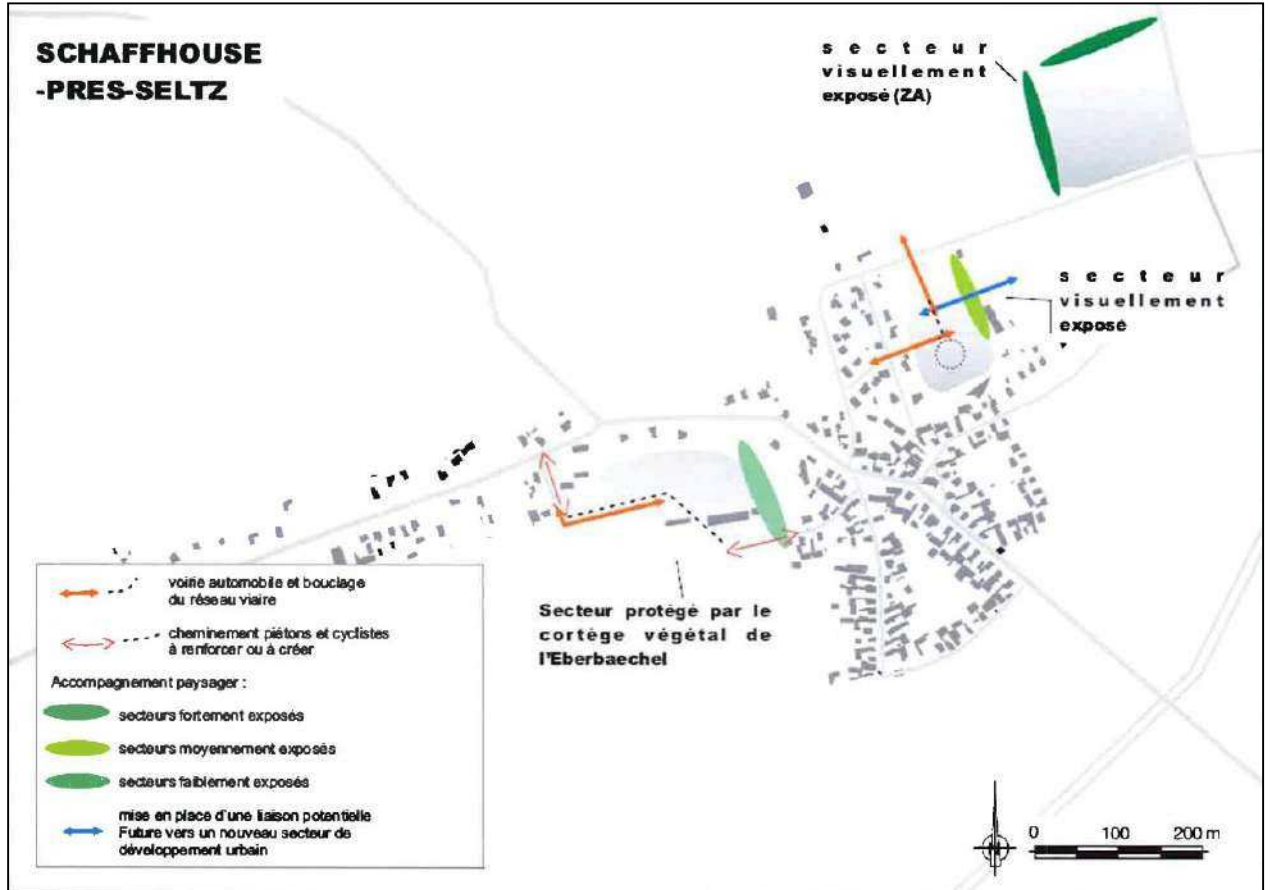 SCHAFFHOUSE
-PRES-SELTZ
secteur
visuellement
exposé (ZA)
secteur
visuellement
exposé
Secteur protégé par le
cortège végétal de
l'Eberbaechel
voirie automobile et bouclage
du réseau viaire
cheminement piétons et cyclistes
à renforcer ou à créer
Accompagnement paysager :
secteurs fortement exposés
secteurs moyennement exposés
secteurs faiblement exposés
mise en place d'une liaison potentielle
Future vers un nouveau secteur de
développement urbain
N
0 100 200 m